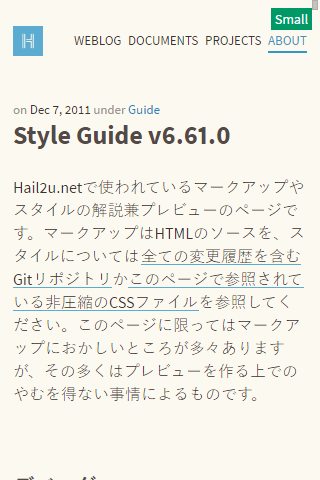 Small
WEBLOG DOCUMENTS PROJECTS ABOUT
on Dec 7, 2011 under Guide
Style Guide v6.61.0
Hail2u.netで使われているマークアップや
スタイルの解説兼プレビューのページで
す。マークアップはHTMLのソースを、ス
タイルについては全ての変更履歴を含む
Gitリポジトリかこのページで参照されて
いる非圧縮のCSSファイルを参照してく
ださい。このページに限ってはマークア
ップにおかしいところが多々あります
が、その多くはプレビューを作る上での
やむを得ない事情によるものです。